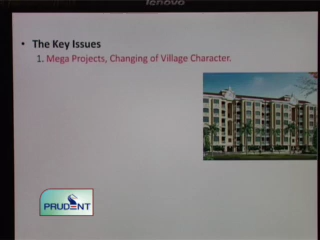 lenovo
• The Key Issues
1. Mega Projects, Changing of Village Character.
PRUDENT